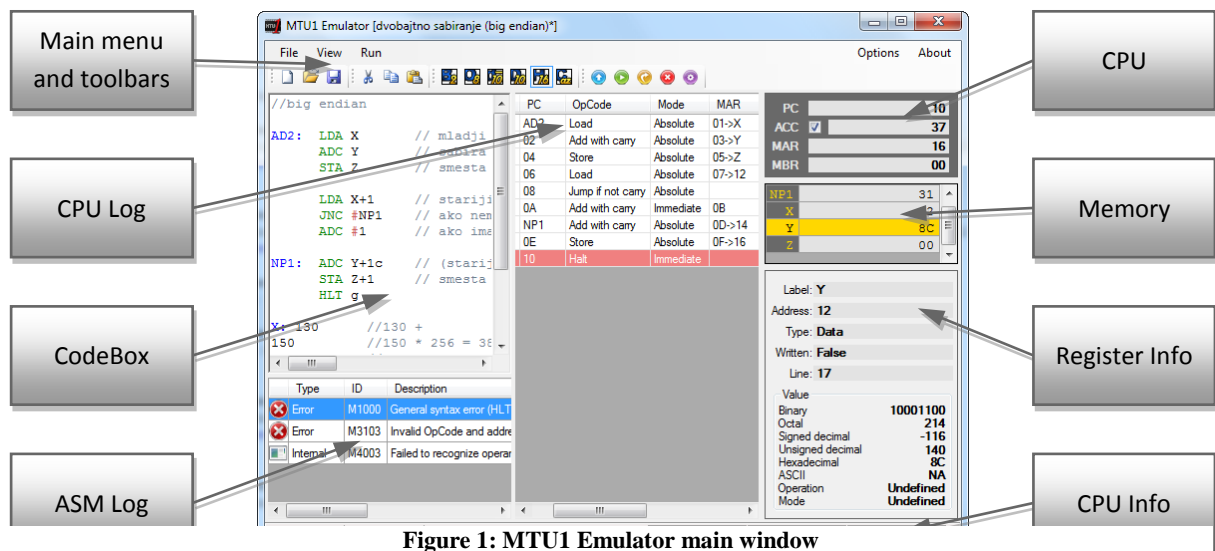 Main menu
and toolbars
CPU Log
CodeBox
ASM Log
MTU1 Emulator [dvobajtno sabiranje (big endian)*]
File View Run Options About
//big endian
AD2: LDA X // mladji
ADC Y // sabira
STA Z // smesta
LDA X+1 // stariji
JNC #NP1 // ako nem
ADC #1 // ako ima
NP1: ADC Y+1c // (starij
STA Z+1 // smesta
HLT g
X: 130 //130 +
150 //150 * 256 = 38
Type ID Description
Error M1000 General syntax error (HLT
Error M3103 Invalid OpCode and addre
Internal M4003 Failed to recognize operar
PC OpCode Mode MAR
AD2 Load Absolute 01->X
02 Add with carry Absolute 03->Y
04 Store Absolute 05->Z
06 Load Absolute 07->12
08 Jump if not carry Absolute
0A Add with carry Immediate 0B
NP1 Add with carry Absolute 0D->14
0E Store Absolute 0F->16
10 Halt Immediate
PC 10
ACC 37
MAR 16
MBR 00
NP1 31
X
Y 8C
Z 00
Label: Y
Address: 12
Type: Data
Written: False
Line: 17
Value
Binary 10001100
Octal 214
Signed decimal -116
Unsigned decimal 140
Hexadecimal 8C
ASCII NA
Operation Undefined
Mode Undefined
CPU
Memory
Register Info
CPU Info
Figure 1: MTU1 Emulator main window